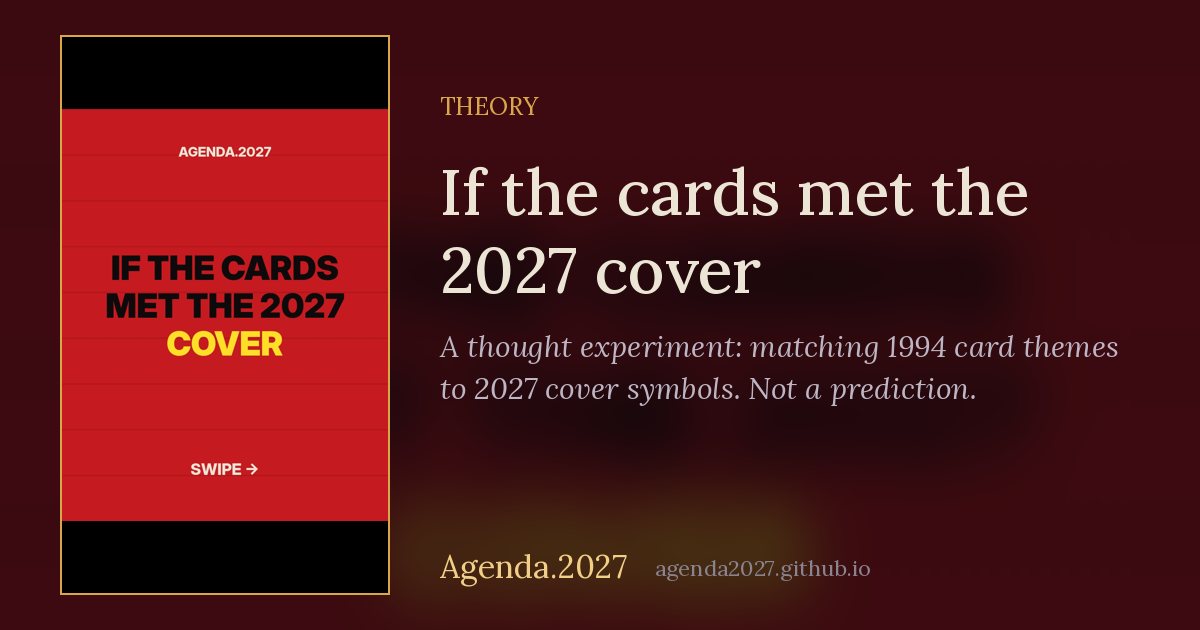 AGENDA.2027
IF THE CARDS
MET THE 2027
COVER
SWIPE →
THEORY
If the cards met the
2027 cover
A thought experiment: matching 1994 card themes
to 2027 cover symbols. Not a prediction.
Agenda.2027 agenda2027.github.io